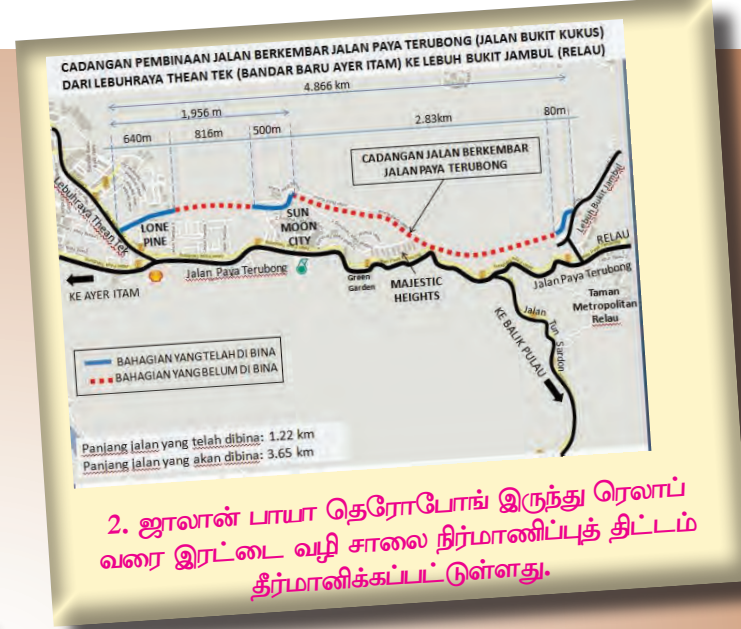 CADANGAN PEMBINAAN JALAN BERKEMBAR JALAN PAYA TERUBONG (JALAN BUKIT KUKUS)
DARI LEBUHRAYA THEAN TEK (BANDAR BARU AYER ITAM) KE LEBUH BUKIT JAMBUL (RELAU)
4.866 km
1,956 m
640m
816m
500m
2.83km
80m
CADANGAN JALAN BERKEMBAR
JALAN PAYA TERUBONG
Lebuhraya Thean Tek
LONE
PINE
SUN
MOON
CITY
Lebuh Bukit Jambul
RELAU
KE AYER ITAM
Jalan Paya Terubong
Green
Garden
MAJESTIC
HEIGHTS
Jalan Paya Terubong
Taman
Metropolitan
Relau
Jalan Tun Sardon
KE BALIK PULAU
BAHAGIAN YANG TELAH DI BINA
BAHAGIAN YANG BELUM DI BINA
Panjang jalan yang telah dibina: 1.22 km
Panjang jalan yang akan dibina: 3.65 km
2. ஜாலான் பாயா தெரோபோங் இருந்து ரெலாப்
வரை இரட்டை வழி சாலை நிர்மாணிப்புத் திட்டம்
தீர்மானிக்கப்பட்டுள்ளது.